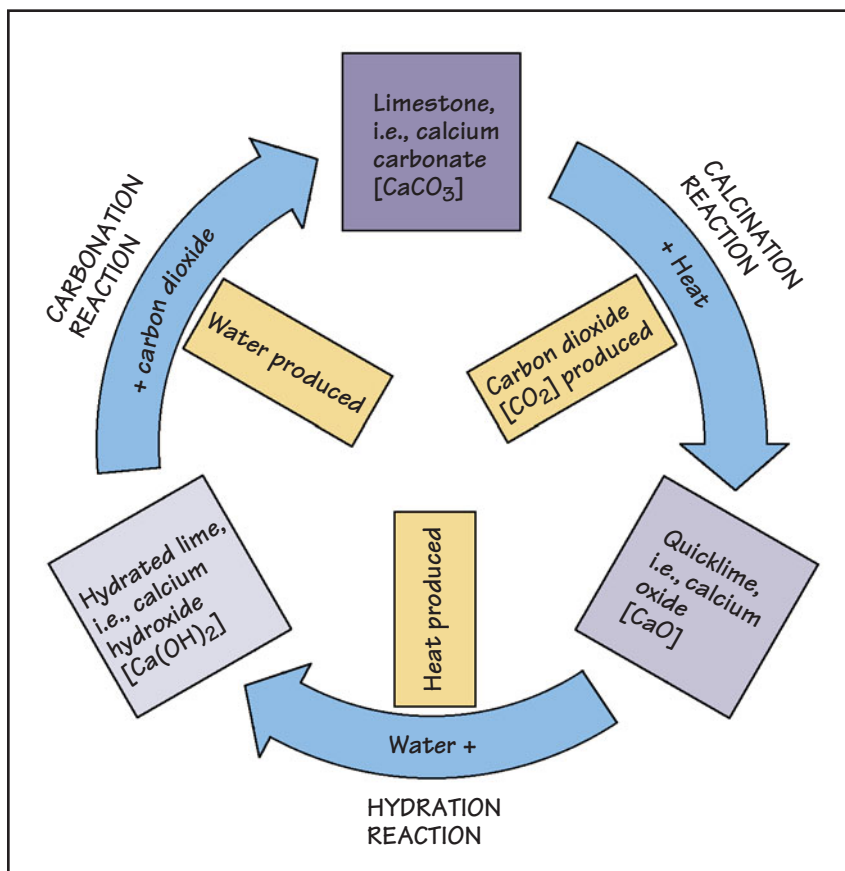 Limestone,
i.e., calcium
carbonate
[CaCO₃]
CALCINATION
REACTION
+ Heat
Carbon dioxide
[CO₂] produced
Quicklime,
i.e., calcium
oxide
[CaO]
Water +
HYDRATION
REACTION
Heat produced
Hydrated lime,
i.e., calcium
hydroxide
[Ca(OH)₂]
CARBONATION
REACTION
+ carbon dioxide
Water produced